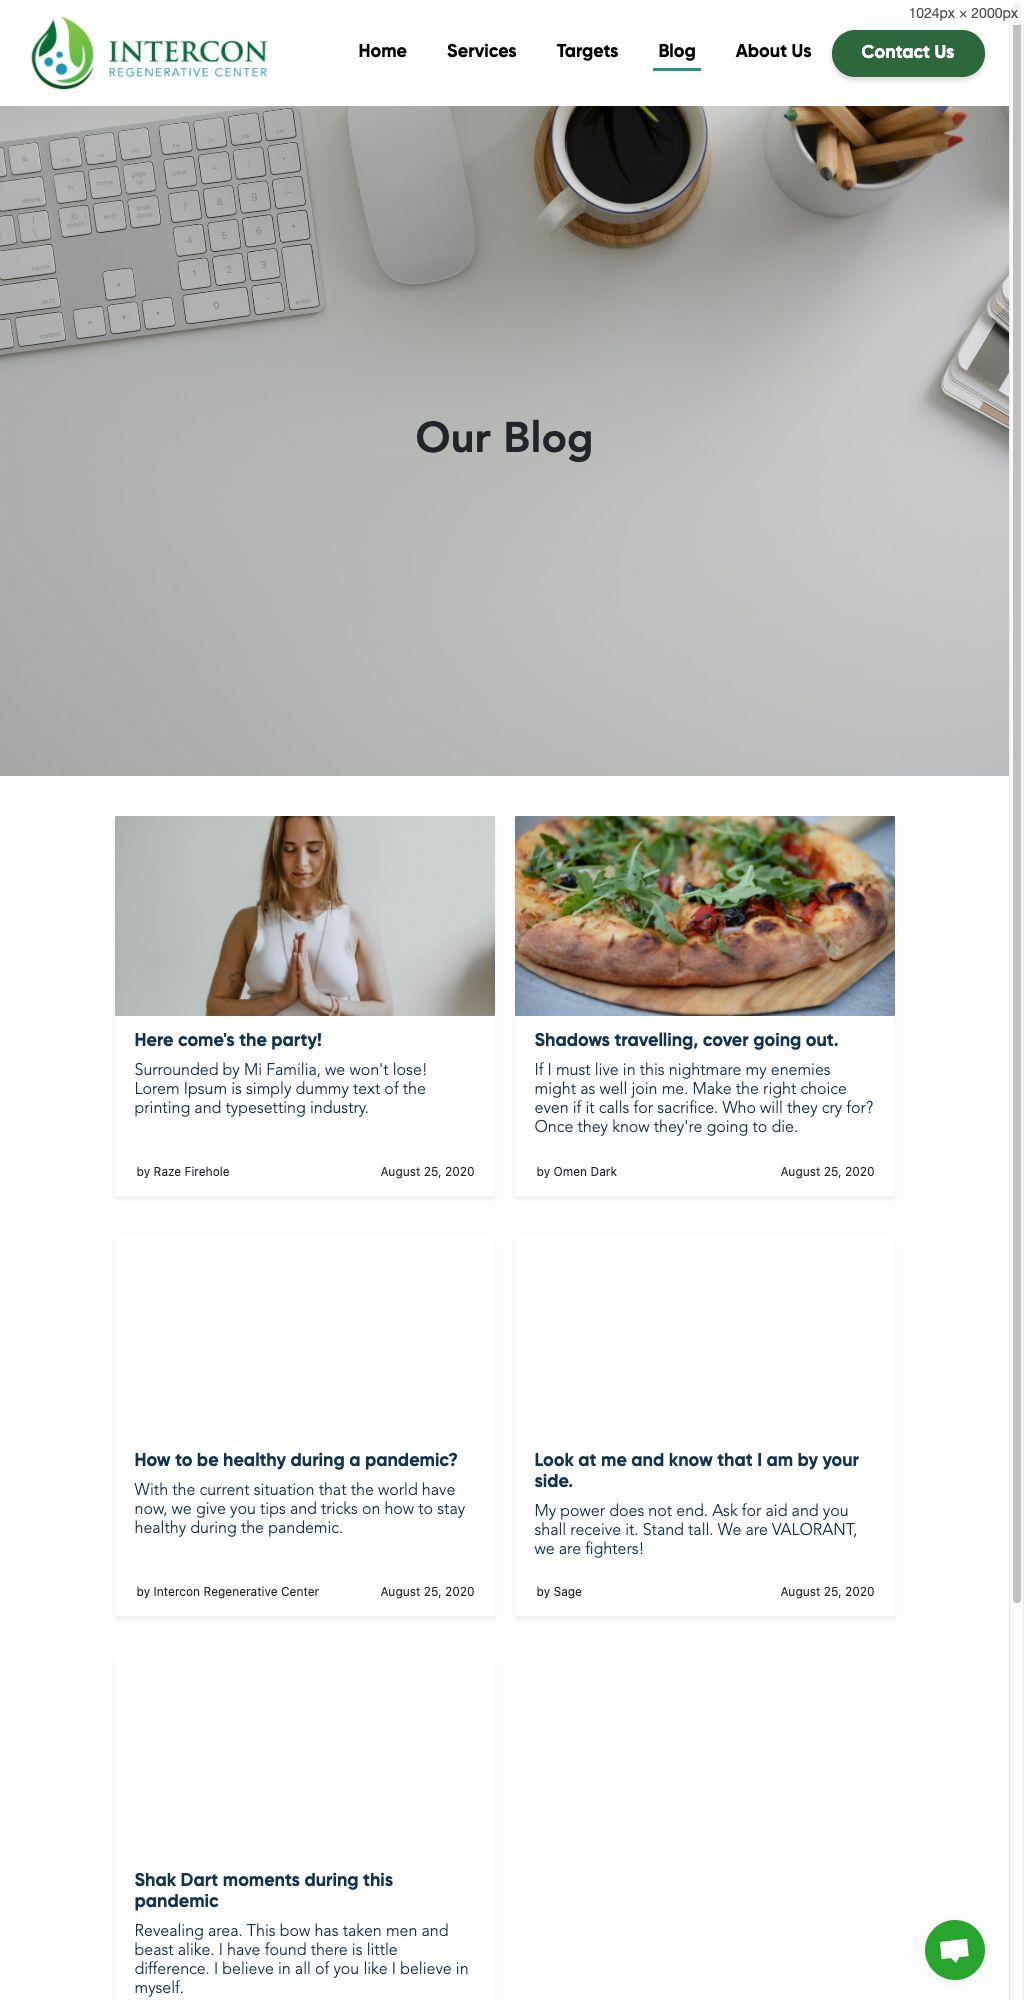 1024px × 2000px
INTERCON
REGENERATIVE CENTER
Home Services Targets Blog About Us Contact Us
Our Blog
Here come's the party!
Surrounded by Mi Familia, we won't lose!
Lorem Ipsum is simply dummy text of the
printing and typesetting industry.
by Raze Firehole August 25, 2020
Shadows travelling, cover going out.
If I must live in this nightmare my enemies
might as well join me. Make the right choice
even if it calls for sacrifice. Who will they cry for?
Once they know they're going to die.
by Omen Dark August 25, 2020
How to be healthy during a pandemic?
With the current situation that the world have
now, we give you tips and tricks on how to stay
healthy during the pandemic.
by Intercon Regenerative Center August 25, 2020
Look at me and know that I am by your
side.
My power does not end. Ask for aid and you
shall receive it. Stand tall. We are VALORANT,
we are fighters!
by Sage August 25, 2020
Shak Dart moments during this
pandemic
Revealing area. This bow has taken men and
beast alike. I have found there is little
difference. I believe in all of you like I believe in
myself.